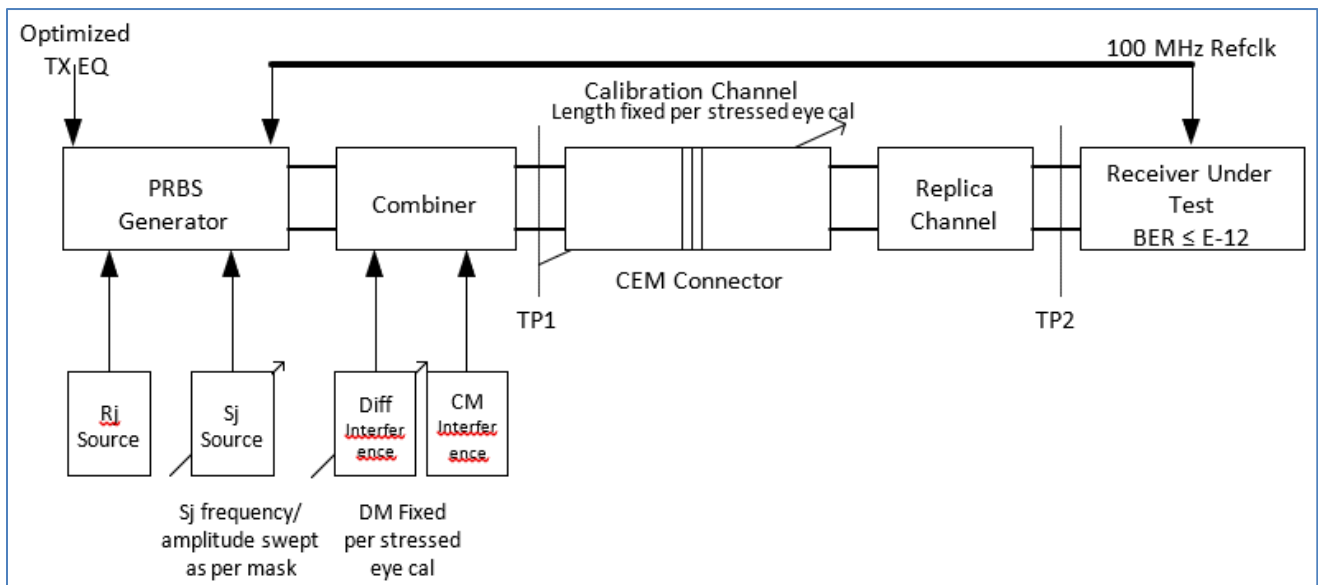 Optimized
TX EQ
100 MHz Refclk
Calibration Channel
Length fixed per stressed eye cal
PRBS
Generator
Combiner
Replica
Channel
Receiver Under
Test
BER ≤ E-12
CEM Connector
TP1
TP2
Rj
Source
Sj
Source
Diff
Interfer
ence
CM
Interfer
ence
Sj frequency/
amplitude swept
as per mask
DM Fixed
per stressed
eye cal